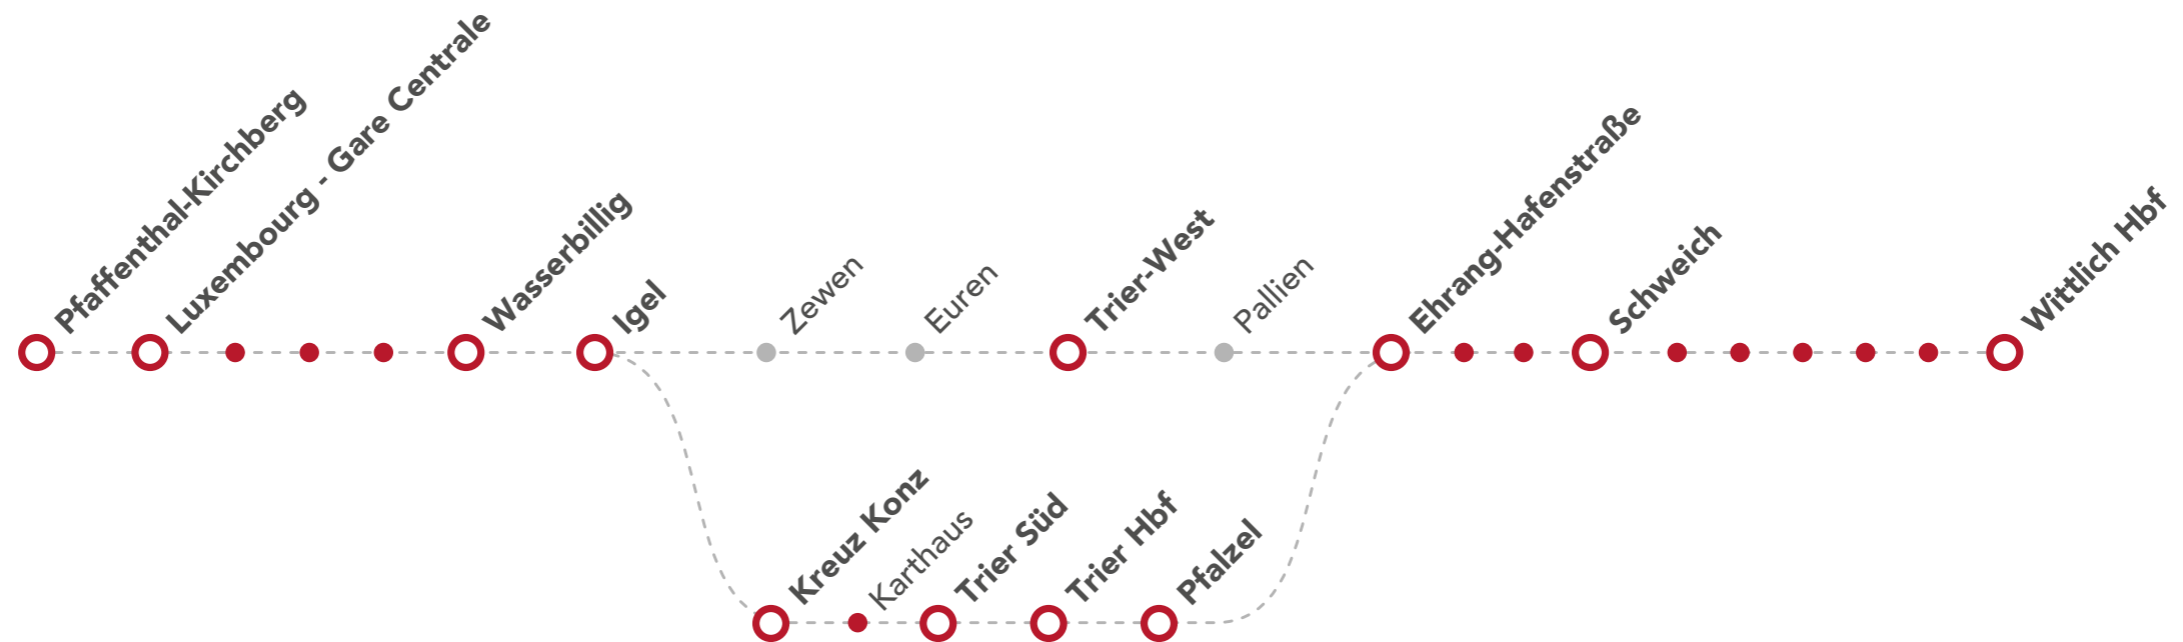 Pfaffenthal-Kirchberg
Luxembourg - Gare Centrale
Wasserbillig
Igel
Zewen
Euren
Trier-West
Pallien
Ehrang-Hafenstraße
Schweich
Wittlich Hbf
Kreuz Konz
Karthaus
Trier Süd
Trier Hbf
Pfalzel